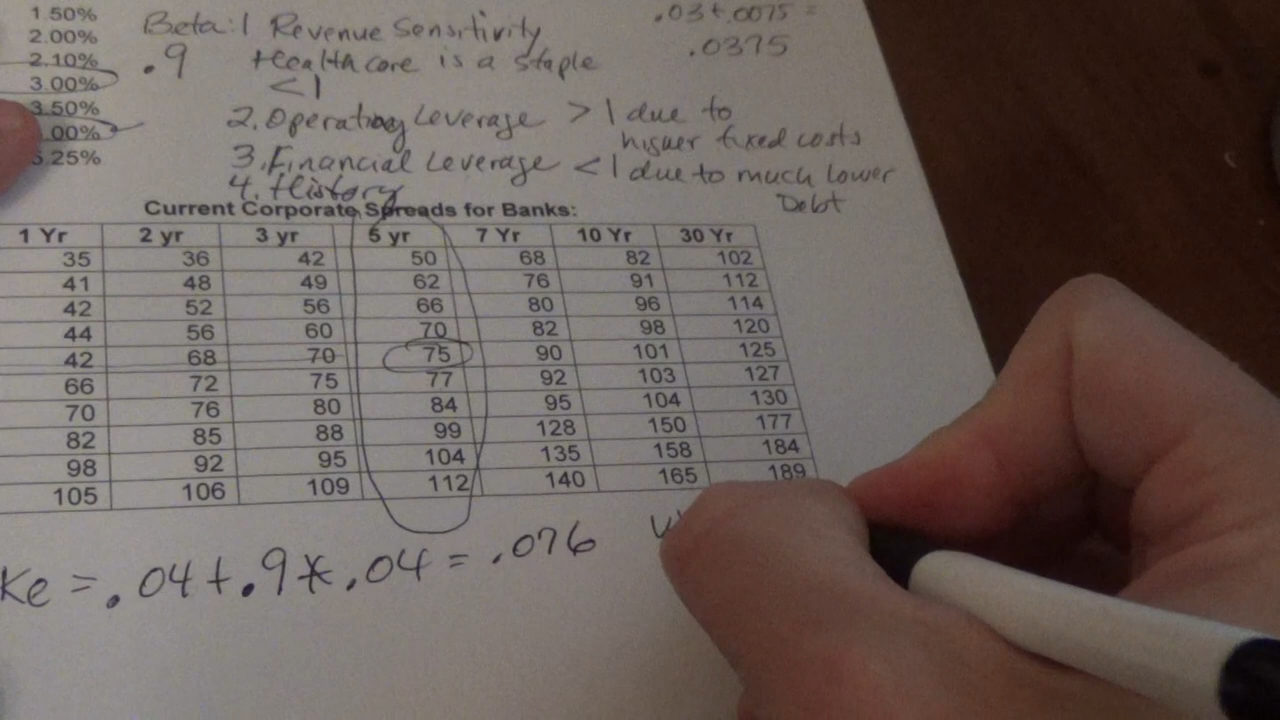 1.50%
2.00%
2.10%
3.00%
3.50%
.00%
5.25%
Beta: 1 Revenue Sensitivity
.9 Healthcare is a staple
<1
2. Operating Leverage >1 due to
higher fixed costs
3. Financial Leverage <1 due to much lower
Debt
4. History
.03+.0075 =
.0375
Current Corporate Spreads for Banks:
1 Yr 2 yr 3 yr 5 yr 7 Yr 10 Yr 30 Yr
35 36 42 50 68 82 102
41 48 49 62 76 91 112
42 52 56 66 80 96 114
44 56 60 70 82 98 120
42 68 70 75 90 101 125
66 72 75 77 92 103 127
70 76 80 84 95 104 130
82 85 88 99 128 150 177
98 92 95 104 135 158 184
105 106 109 112 140 165 189
Ke = .04+.9*.04 = .076